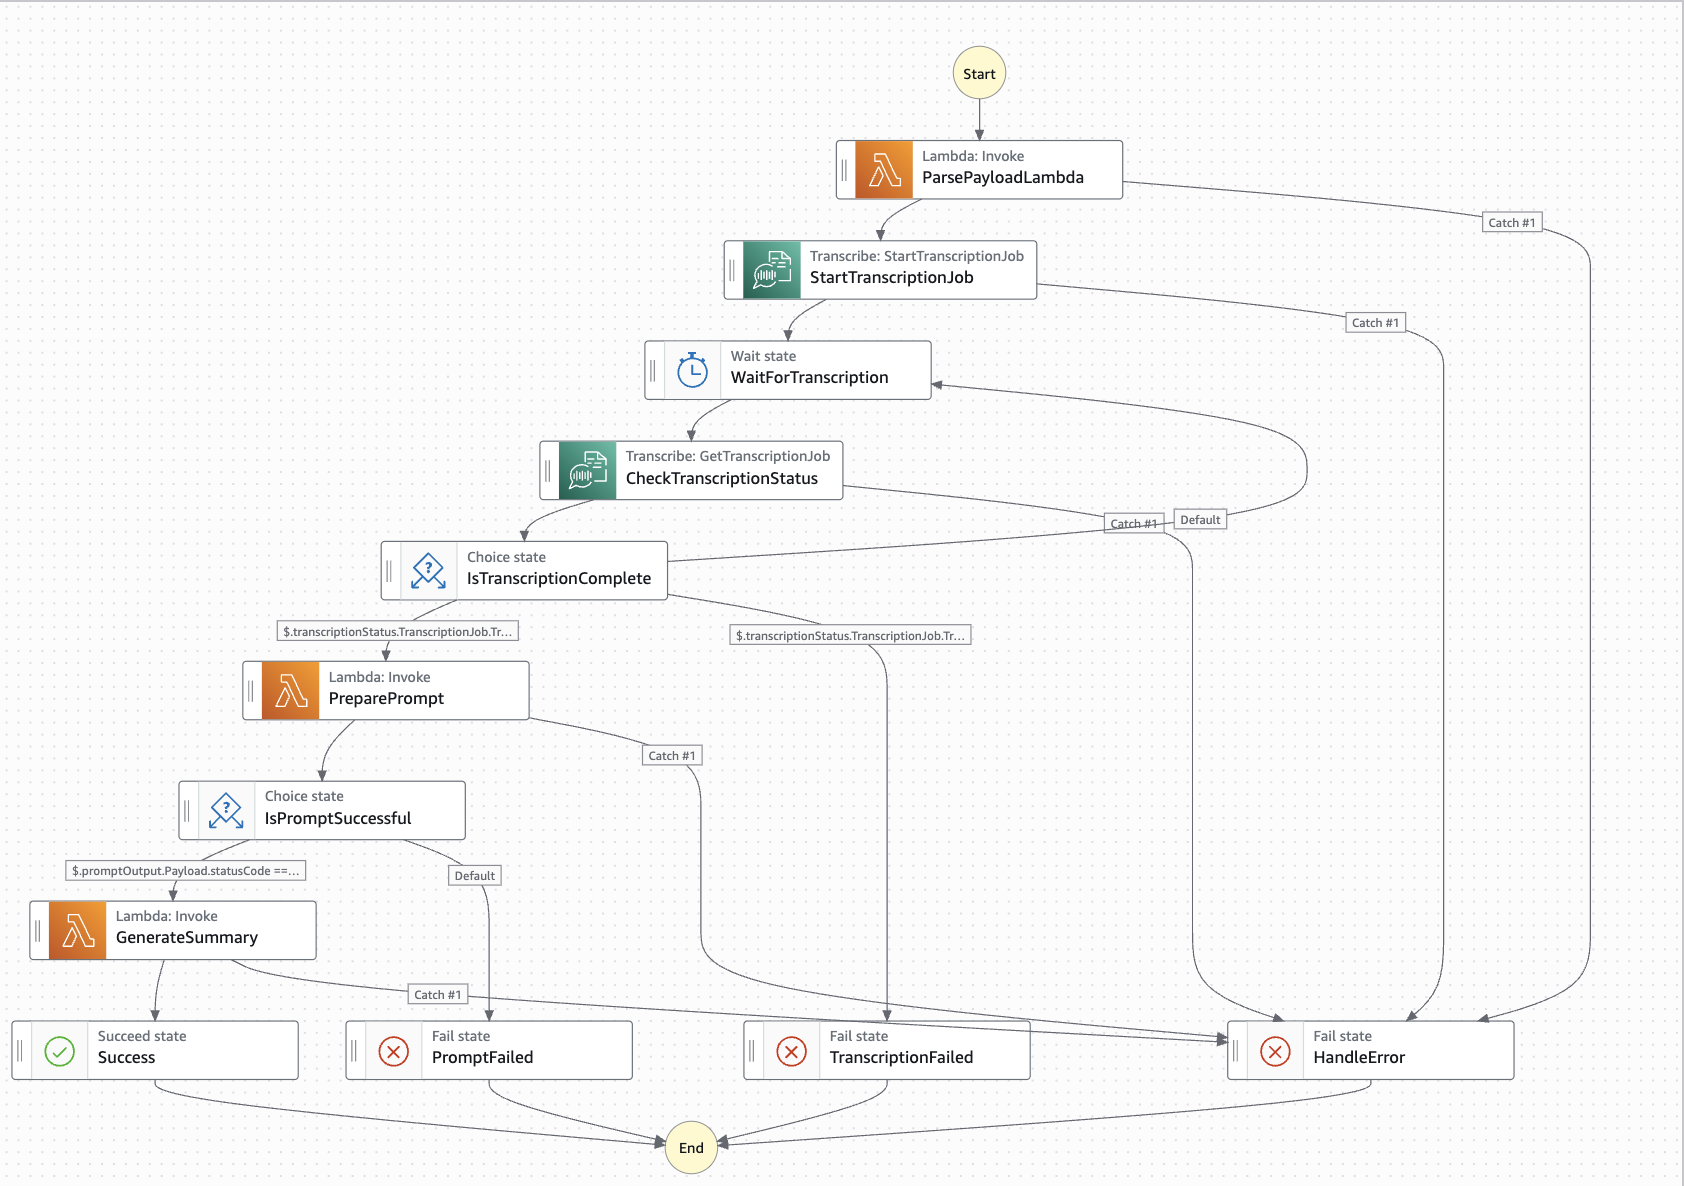 Start
Lambda: Invoke
ParsePayloadLambda
Catch #1
Transcribe: StartTranscriptionJob
StartTranscriptionJob
Catch #1
Wait state
WaitForTranscription
Transcribe: GetTranscriptionJob
CheckTranscriptionStatus
Catch #1
Default
Choice state
IsTranscriptionComplete
$.transcriptionStatus.TranscriptionJob.Tr...
$.transcriptionStatus.TranscriptionJob.Tr...
Lambda: Invoke
PreparePrompt
Catch #1
Choice state
IsPromptSuccessful
$.promptOutput.Payload.statusCode ==...
Default
Lambda: Invoke
GenerateSummary
Catch #1
Succeed state
Success
Fail state
PromptFailed
Fail state
TranscriptionFailed
Fail state
HandleError
End